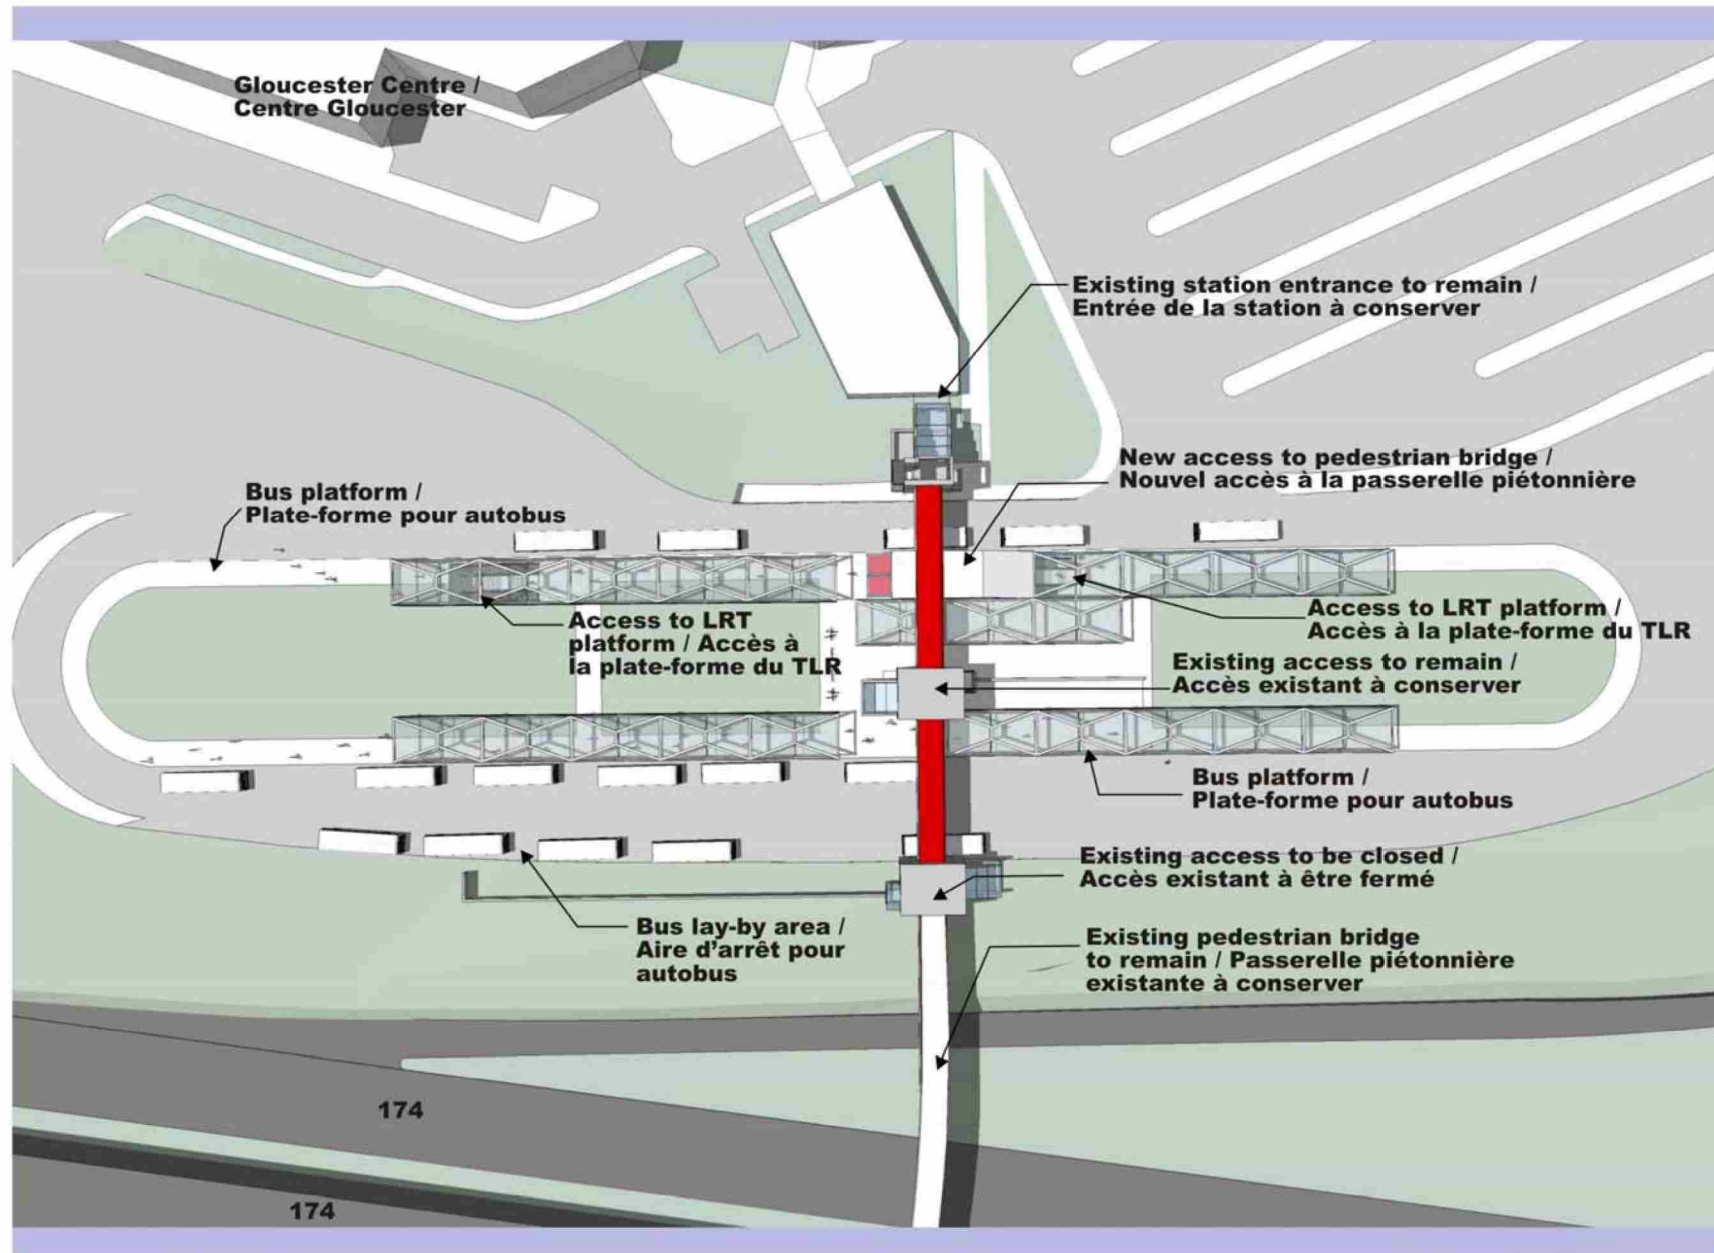 Gloucester Centre /
Centre Gloucester
Existing station entrance to remain /
Entrée de la station à conserver
New access to pedestrian bridge /
Nouvel accès à la passerelle piétonnière
Bus platform /
Plate-forme pour autobus
Access to LRT
platform / Accès à
la plate-forme du TLR
Access to LRT platform /
Accès à la plate-forme du TLR
Existing access to remain /
Accès existant à conserver
Bus platform /
Plate-forme pour autobus
Existing access to be closed /
Accès existant à être fermé
Bus lay-by area /
Aire d'arrêt pour
autobus
Existing pedestrian bridge
to remain / Passerelle piétonnière
existante à conserver
174
174